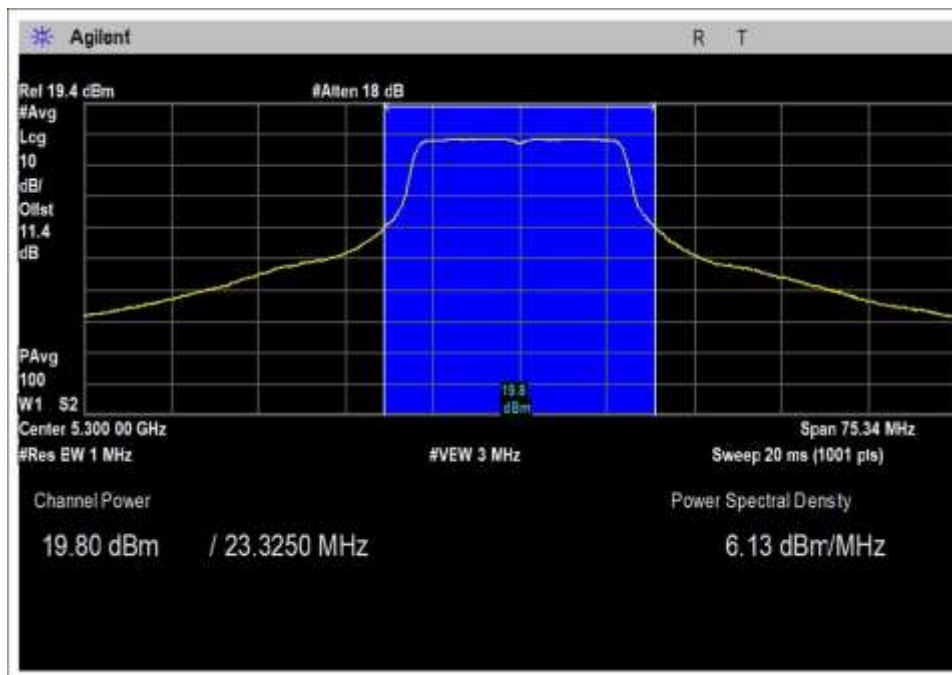 Agilent R T
Ref 19.4 dBm #Atten 18 dB
#Avg
Log
10
dB/
Offst
11.4
dB
19.8
dBm
PAvg
100
W1 S2
Center 5.300 00 GHz Span 75.34 MHz
#Res BW 1 MHz #VBW 3 MHz Sweep 20 ms (1001 pts)
Channel Power Power Spectral Density
19.80 dBm / 23.3250 MHz 6.13 dBm/MHz